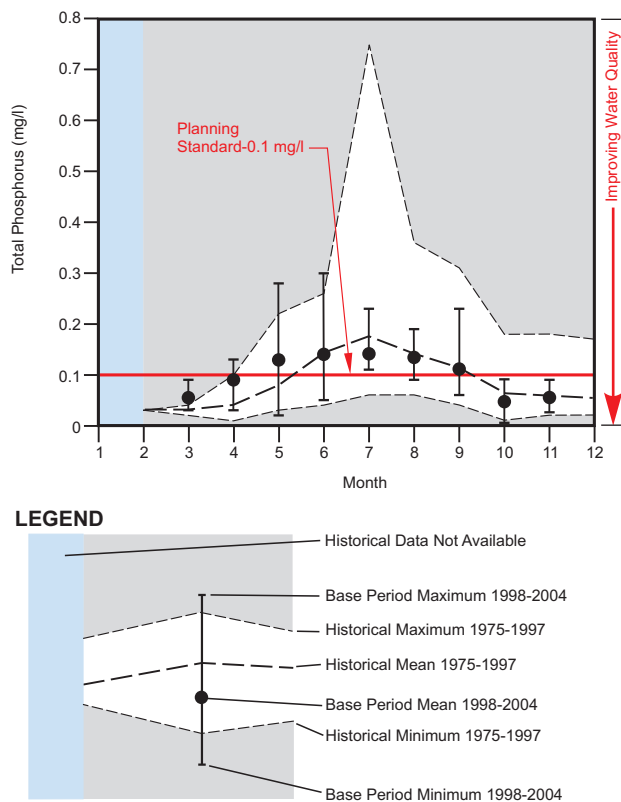 0.8
0.7
0.6
0.5
0.4
0.3
0.2
0.1
0
Total Phosphorus (mg/l)
Planning
Standard-0.1 mg/l
Improving Water Quality
1 2 3 4 5 6 7 8 9 10 11 12
Month
LEGEND
Historical Data Not Available
Base Period Maximum 1998-2004
Historical Maximum 1975-1997
Historical Mean 1975-1997
Base Period Mean 1998-2004
Historical Minimum 1975-1997
Base Period Minimum 1998-2004